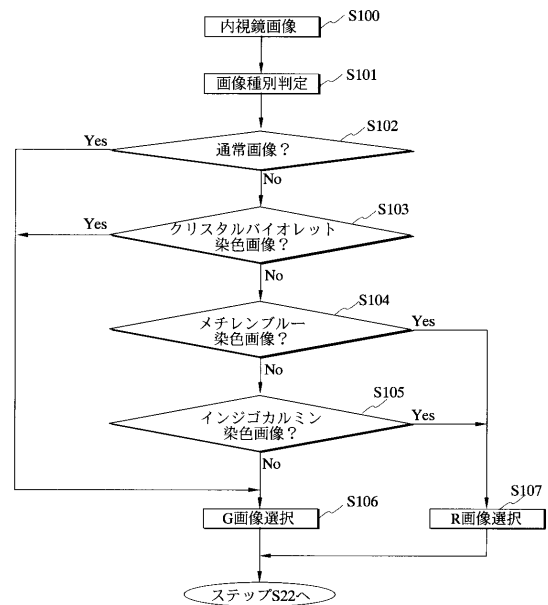 内視鏡画像
S100
画像種別判定
S101
通常画像？
S102
Yes
No
クリスタルバイオレット
染色画像？
S103
Yes
No
メチレンブルー
染色画像？
S104
Yes
No
インジゴカルミン
染色画像？
S105
Yes
No
G画像選択
S106
R画像選択
S107
ステップS22へ